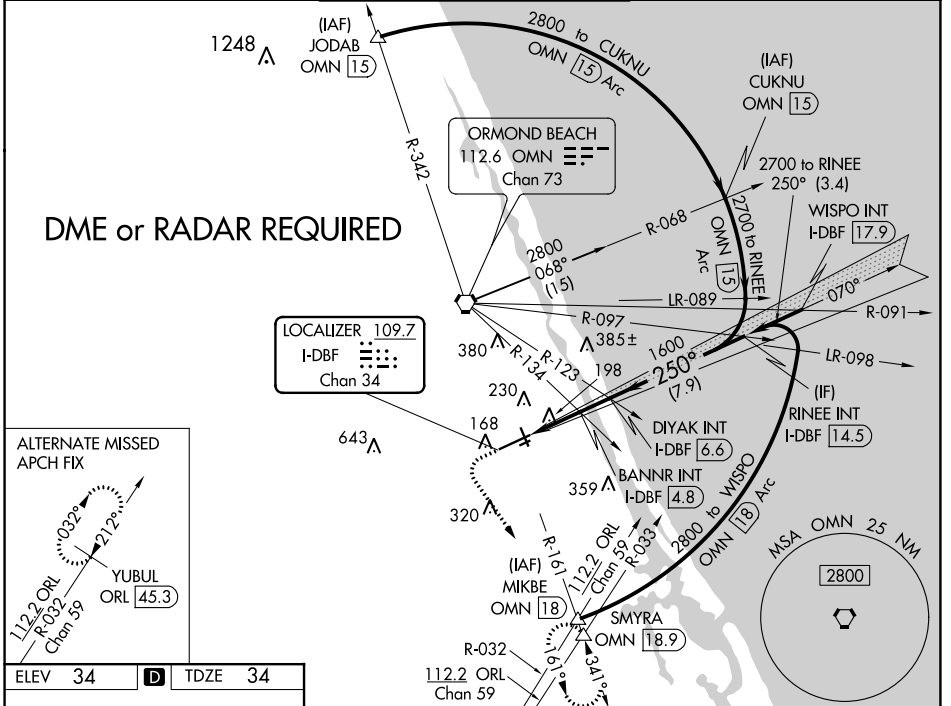 1248
(IAF)
JODAB
OMN 15
2800 to CUKNU
OMN 15 Arc
(IAF)
CUKNU
OMN 15
R-342
ORMOND BEACH
112.6 OMN
Chan 73
2700 to RINEE
250° (3.4)
WISPO INT
I-DBF 17.9
DME or RADAR REQUIRED
R-068
2800
068°
(15)
2700 to RINEE
OMN 15
Arc
LR-089
070°
R-091
R-097
LR-098
LOCALIZER 109.7
I-DBF
Chan 34
380
R-134
R-123
385±
1600
250°
(7.9)
198
230
(IF)
RINEE INT
I-DBF 14.5
168
643
DIYAK INT
I-DBF 6.6
BANNR INT
I-DBF 4.8
359
320
2800 to WISPO
OMN 18 Arc
ALTERNATE MISSED
APCH FIX
032°
212°
YUBUL
ORL 45.3
112.2 ORL
R-032
Chan 59
R-161
(IAF)
MIKBE
OMN 18
112.2 ORL
Chan 59
R-033
SMYRA
OMN 18.9
R-032
112.2 ORL
Chan 59
161°
341°
MSA OMN 25 NM
2800
ELEV 34 D TDZE 34